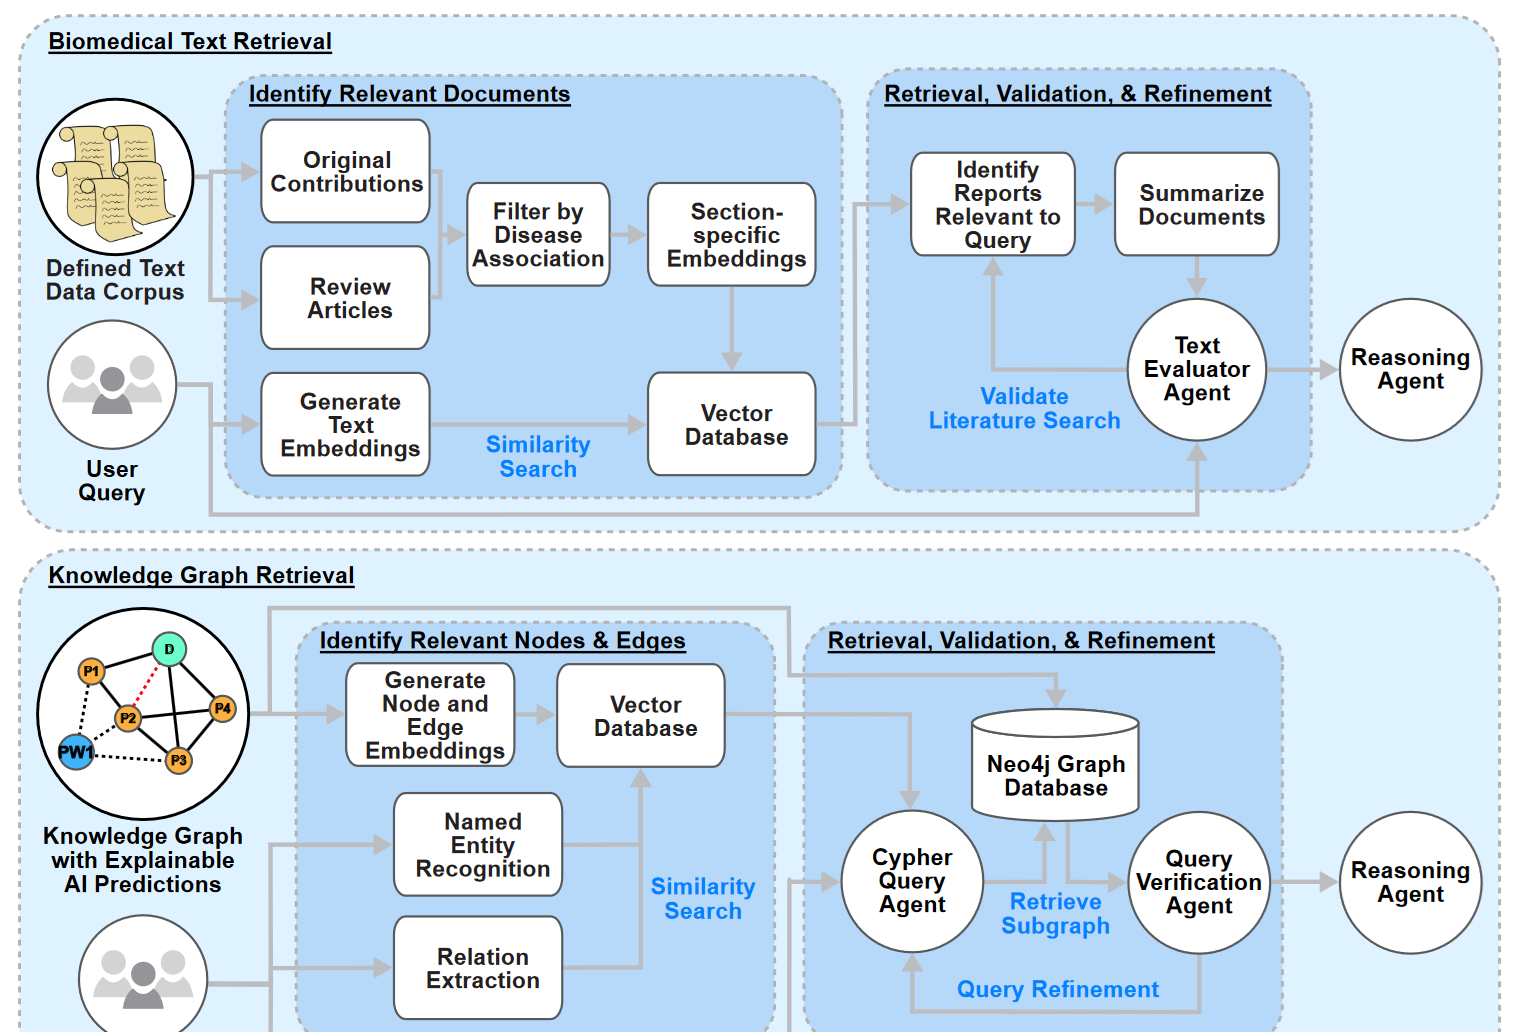 Biomedical Text Retrieval
Identify Relevant Documents
Original
Contributions
Review
Articles
Generate
Text
Embeddings
Filter by
Disease
Association
Section-
specific
Embeddings
Similarity
Search
Vector
Database
Defined Text
Data Corpus
User
Query
Retrieval, Validation, & Refinement
Identify
Reports
Relevant to
Query
Summarize
Documents
Text
Evaluator
Agent
Validate
Literature Search
Reasoning
Agent
Knowledge Graph Retrieval
D
P1
P2
P4
PW1
P3
Knowledge Graph
with Explainable
AI Predictions
Identify Relevant Nodes & Edges
Generate
Node and
Edge
Embeddings
Vector
Database
Named
Entity
Recognition
Relation
Extraction
Similarity
Search
Retrieval, Validation, & Refinement
Neo4j Graph
Database
Cypher
Query
Agent
Retrieve
Subgraph
Query
Verification
Agent
Query Refinement
Reasoning
Agent